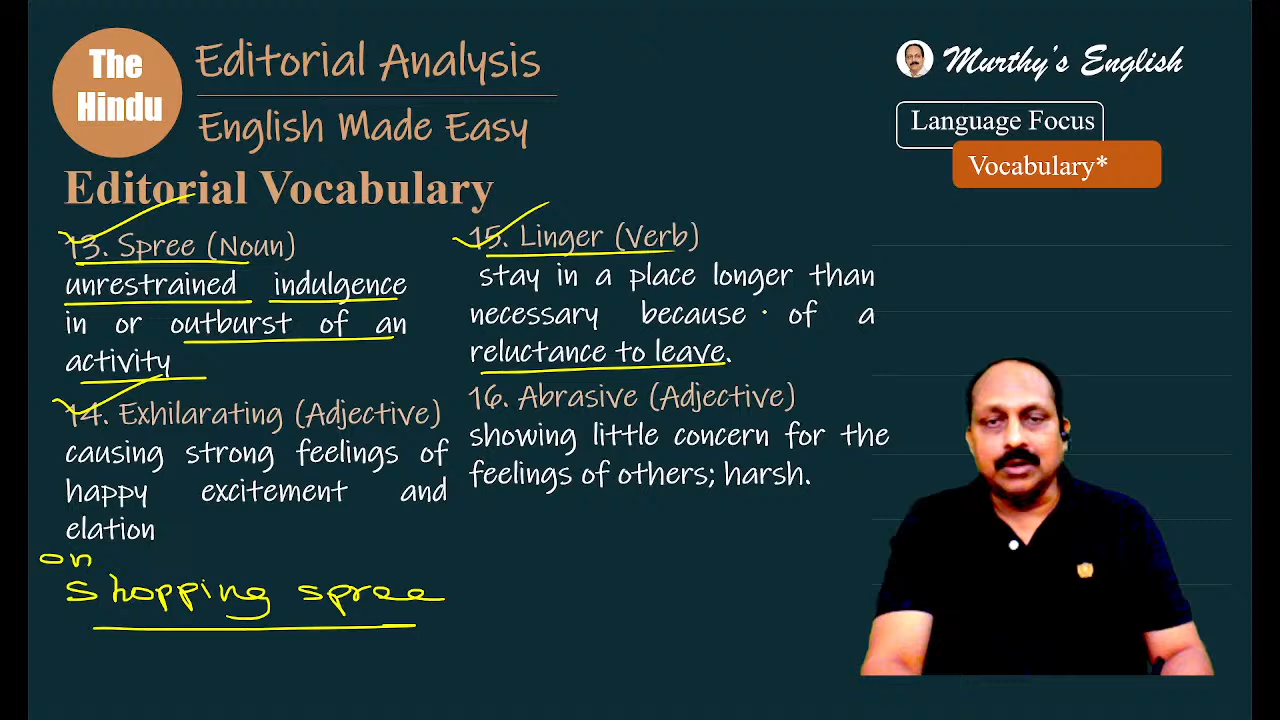 The
Hindu
Editorial Analysis
English Made Easy
Murthy's English
Language Focus
Vocabulary*
Editorial Vocabulary
13. Spree (Noun)
unrestrained indulgence
in or outburst of an
activity
14. Exhilarating (Adjective)
causing strong feelings of
happy excitement and
elation
on
Shopping spree
15. Linger (Verb)
stay in a place longer than
necessary because of a
reluctance to leave.
16. Abrasive (Adjective)
showing little concern for the
feelings of others; harsh.